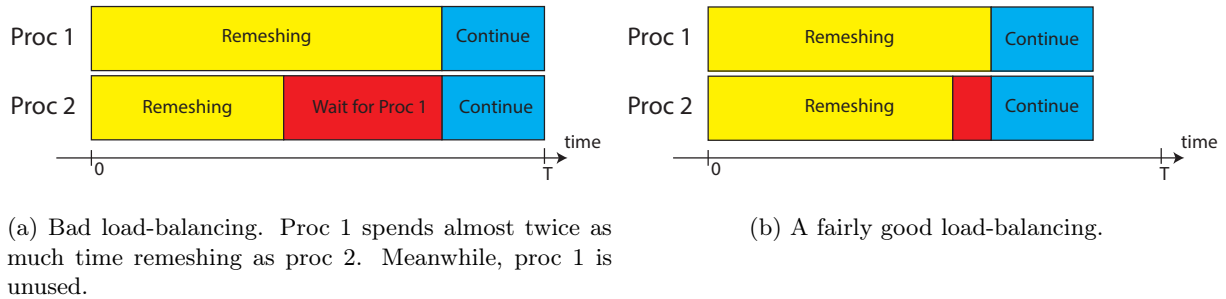 Proc 1
Remeshing
Continue
Proc 2
Remeshing
Wait for Proc 1
Continue
time
0
T
(a) Bad load-balancing. Proc 1 spends almost twice as
much time remeshing as proc 2. Meanwhile, proc 1 is
unused.
Proc 1
Remeshing
Continue
Proc 2
Remeshing
Continue
time
0
T
(b) A fairly good load-balancing.